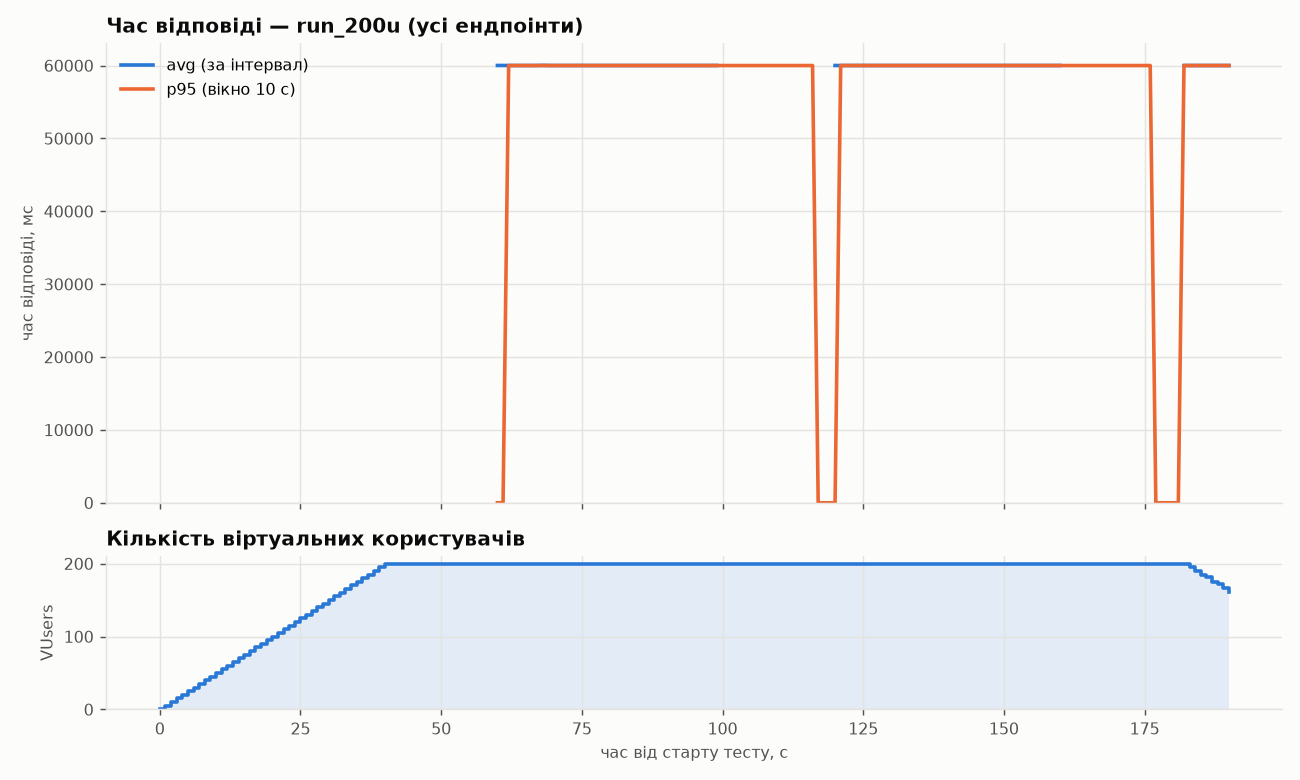 Час відповіді — run_200u (усі ендпоінти)
avg (за інтервал)
p95 (вікно 10 с)
час відповіді, мс
60000
50000
40000
30000
20000
10000
0
Кількість віртуальних користувачів
VUsers
200
100
0
0 25 50 75 100 125 150 175
час від старту тесту, с